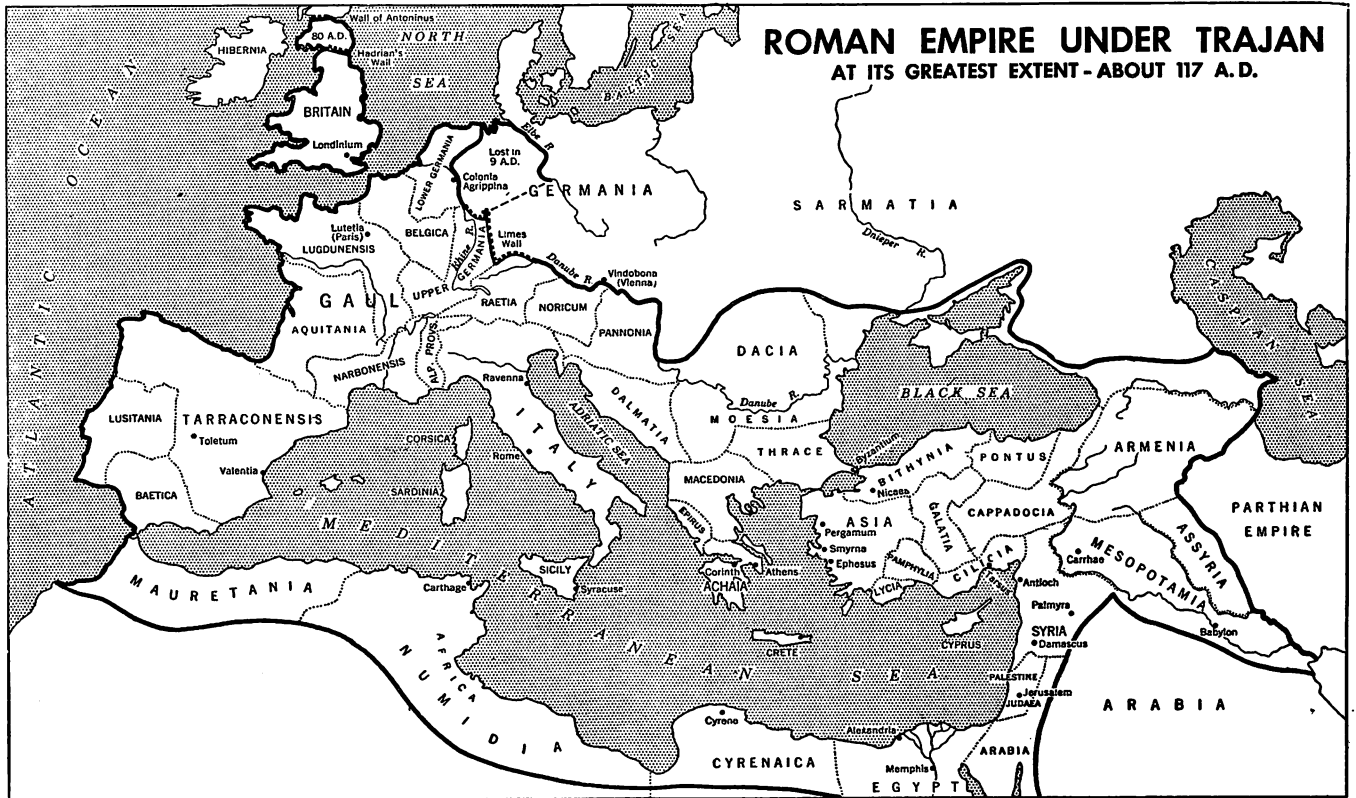 ROMAN EMPIRE UNDER TRAJAN
AT ITS GREATEST EXTENT - ABOUT 117 A.D.
Wall of Antoninus
80 A.D.
NORTH
SEA
HIBERNIA
Hadrian's
Wall
BRITAIN
Londinium
ATLANTIC OCEAN
BALTIC SEA
Elbe R.
Lost in
9 A.D.
LOWER GERMANIA
Colonia
Agrippina
GERMANIA
SARMATIA
Dnieper R.
Lutetia
(Paris)
LUGDUNENSIS
BELGICA
Rhine R.
UPPER GERMANIA
Limes
Wall
Danube R.
Vindobona
(Vienna)
GAUL
AQUITANIA
RAETIA
NORICUM
PANNONIA
NARBONENSIS
ALP. PROVS.
DACIA
CASPIAN SEA
BLACK SEA
Ravenna
ITALY
ADRIATIC SEA
DALMATIA
Danube R.
MOESIA
THRACE
Byzantium
LUSITANIA
TARRACONENSIS
Toletum
Valentia
BAETICA
CORSICA
SARDINIA
Rome
MACEDONIA
EPIRUS
BITHYNIA
Nicaea
PONTUS
ARMENIA
ASIA
Pergamum
Smyrna
Ephesus
GALATIA
CAPPADOCIA
PARTHIAN
EMPIRE
MEDITERRANEAN SEA
SICILY
Syracuse
Corinth
Athens
ACHAIA
PAMPHYLIA
LYCIA
CILICIA
Tarsus
Antioch
Carrhae
MESOPOTAMIA
ASSYRIA
Babylon
MAURETANIA
Carthage
AFRICA
NUMIDIA
CRETE
CYPRUS
Palmyra
SYRIA
Damascus
PALESTINE
Jerusalem
JUDAEA
ARABIA
Cyrene
CYRENAICA
Alexandria
Memphis
EGYPT
ARABIA